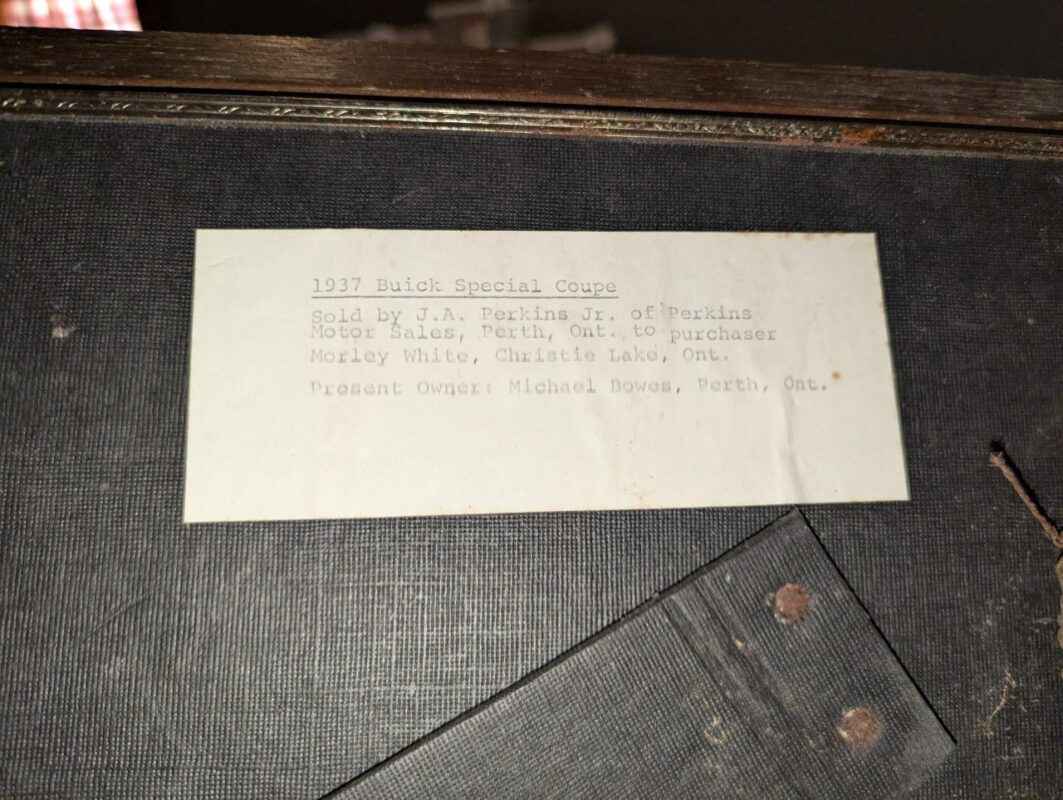 1937 Buick Special Coupe
Sold by J.A. Perkins Jr. of Perkins
Motor Sales, Perth, Ont. to purchaser
Morley White, Christie Lake, Ont.
Present Owner: Michael Bowes, Perth, Ont.